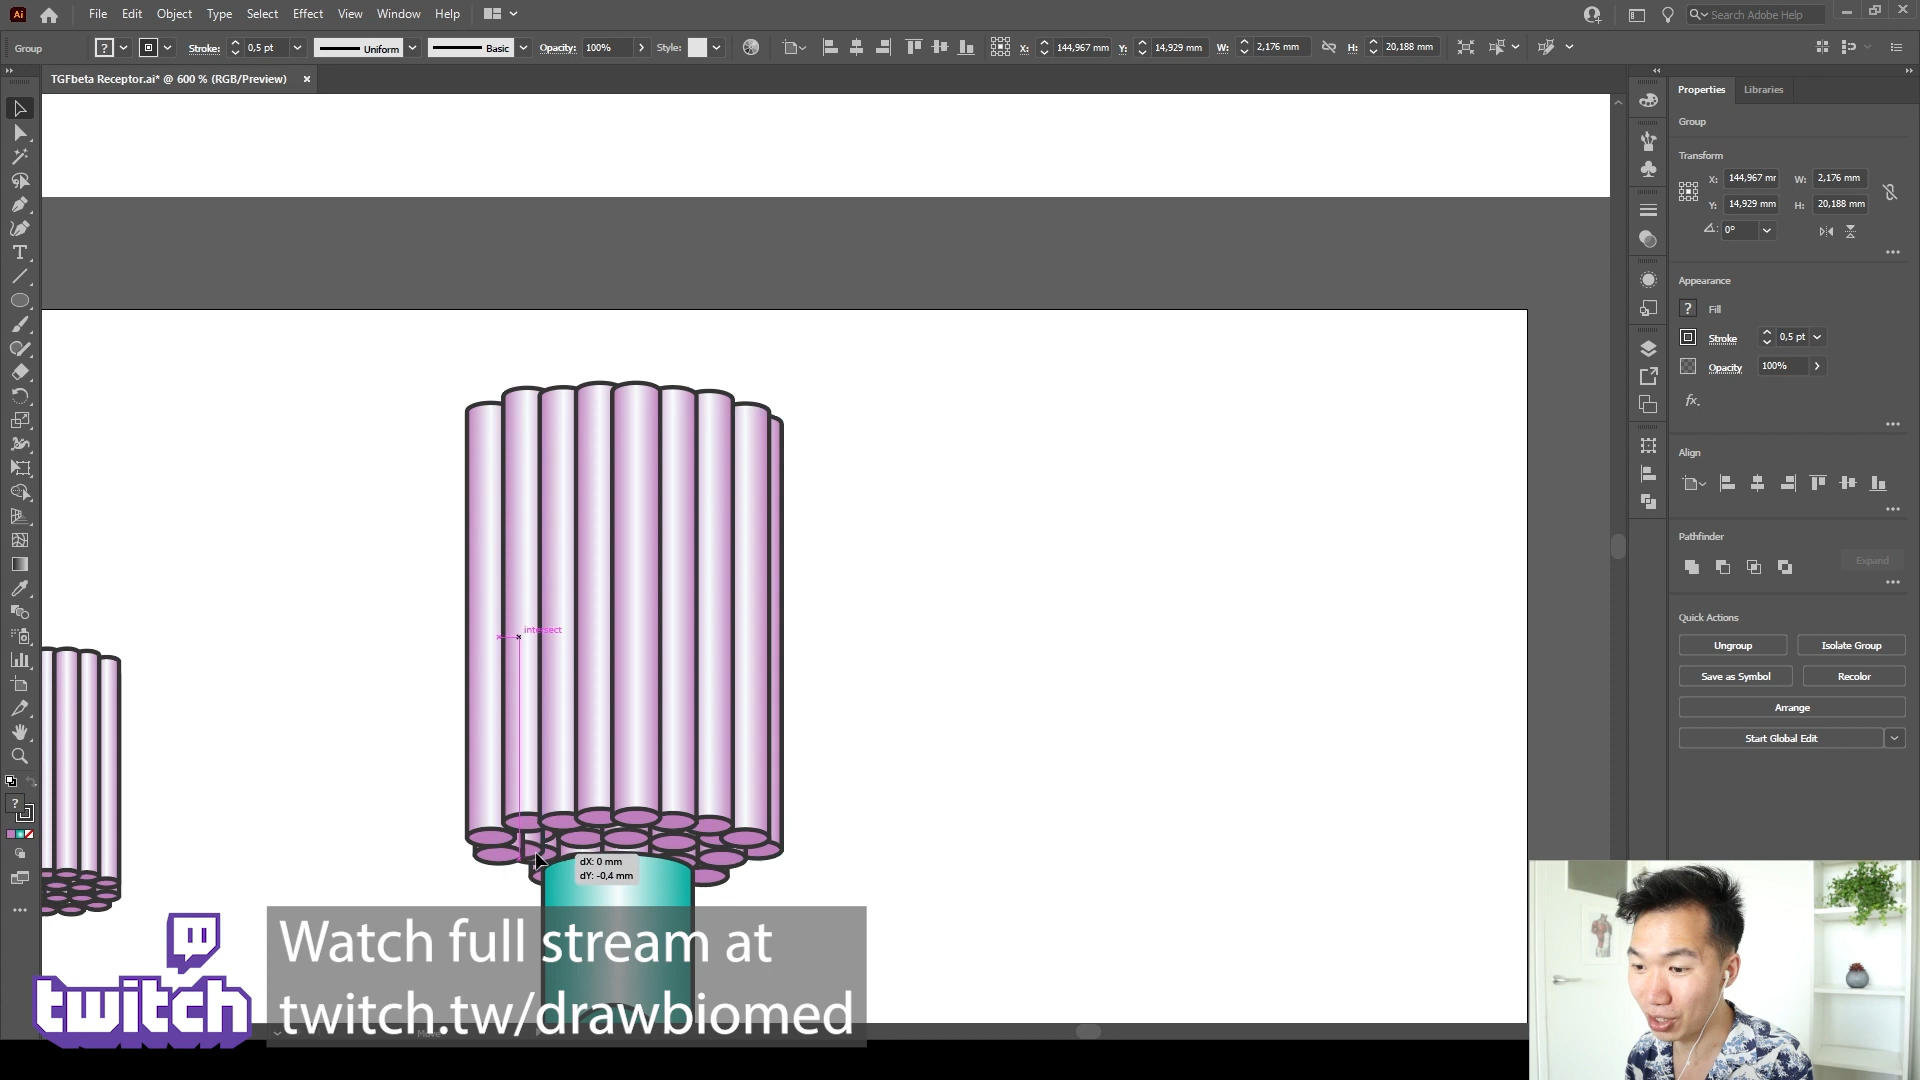 Ai File Edit Object Type Select Effect View Window Help Search Adobe Help
Group ? Stroke: 0,5 pt Uniform Basic Opacity: 100% Style: X: 144,967 mm Y: 14,929 mm W: 2,176 mm H: 20,188 mm
TGFbeta Receptor.ai* @ 600 % (RGB/Preview) ×
Properties Libraries
Group
Transform
X: 144,967 mr W: 2,176 mm
Y: 14,929 mm H: 20,188 mm
0°
Appearance
? Fill
Stroke 0,5 pt
Opacity 100%
fx.
Align
Pathfinder
Expand
Quick Actions
Ungroup Isolate Group
Save as Symbol Recolor
Arrange
Start Global Edit
intersect
dX: 0 mm
dY: -0,4 mm
?
twitch
Watch full stream at
twitch.tw/drawbiomed
Move